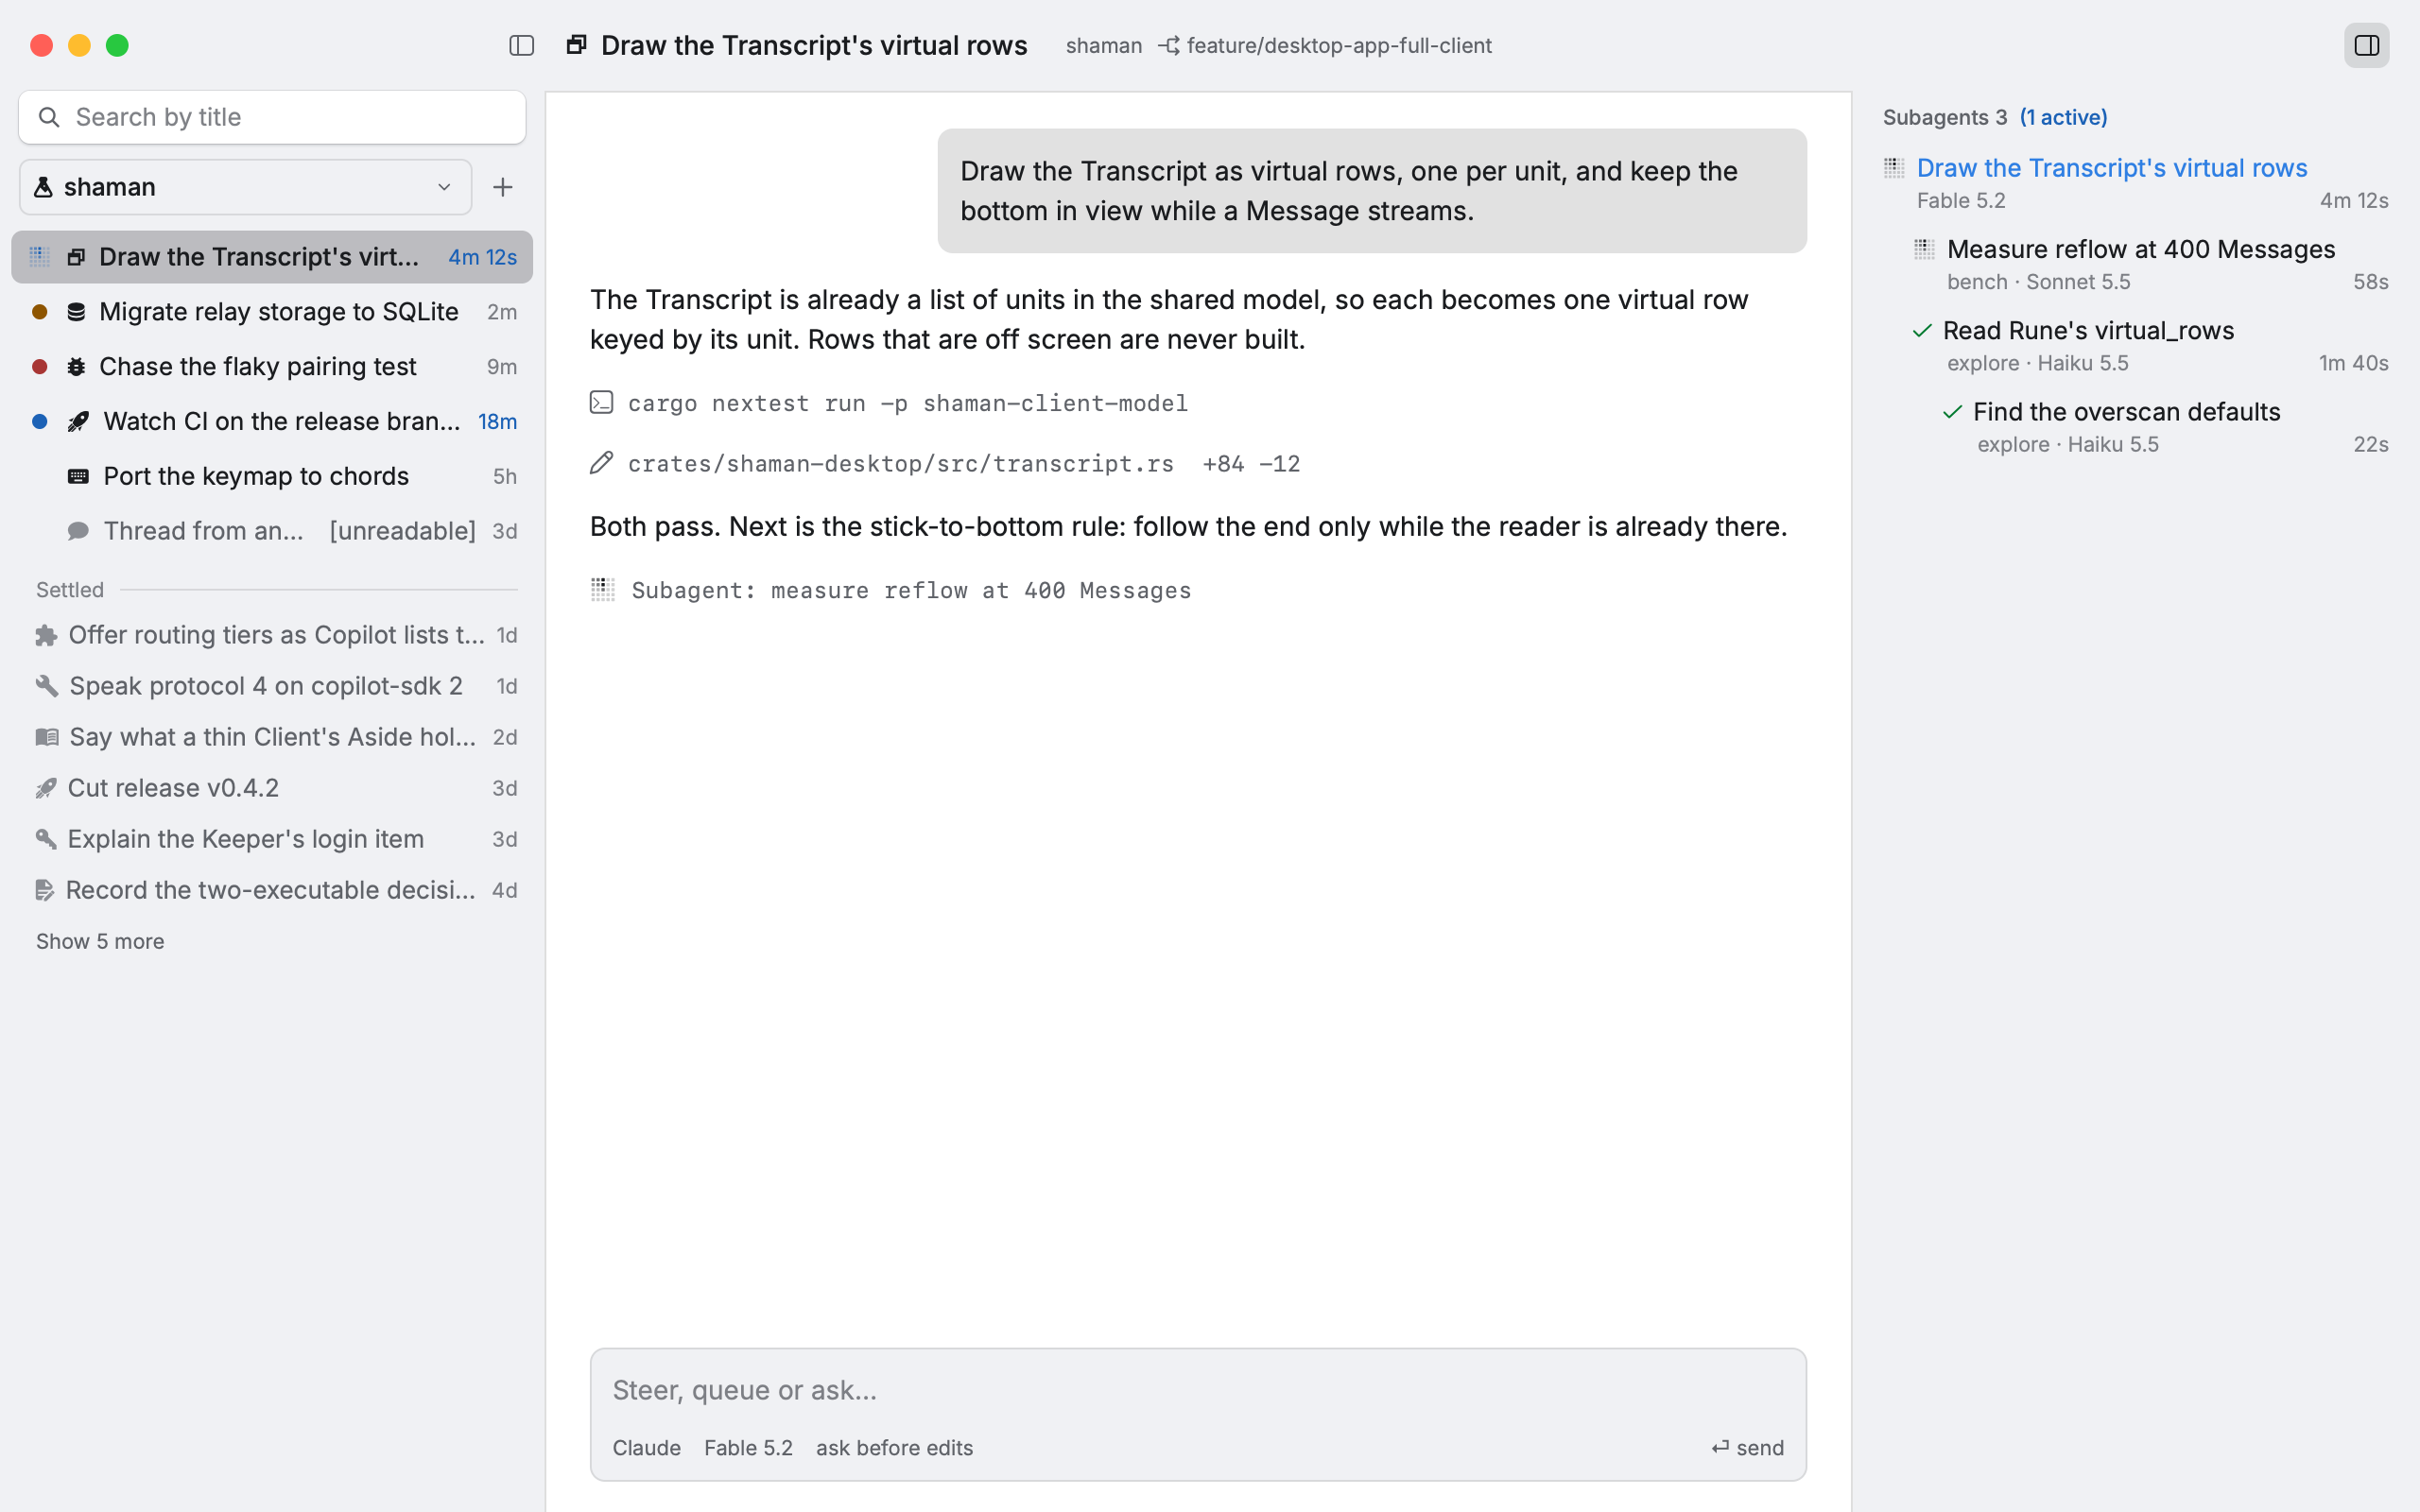 Draw the Transcript's virtual rows
shaman
feature/desktop-app-full-client
Search by title
shaman
Draw the Transcript's virt... 4m 12s
Migrate relay storage to SQLite 2m
Chase the flaky pairing test 9m
Watch CI on the release bran... 18m
Port the keymap to chords 5h
Thread from an... [unreadable] 3d
Settled
Offer routing tiers as Copilot lists t... 1d
Speak protocol 4 on copilot-sdk 2 1d
Say what a thin Client's Aside hol... 2d
Cut release v0.4.2 3d
Explain the Keeper's login item 3d
Record the two-executable decisi... 4d
Show 5 more
Draw the Transcript as virtual rows, one per unit, and keep the
bottom in view while a Message streams.
The Transcript is already a list of units in the shared model, so each becomes one virtual row
keyed by its unit. Rows that are off screen are never built.
cargo nextest run -p shaman-client-model
crates/shaman-desktop/src/transcript.rs +84 -12
Both pass. Next is the stick-to-bottom rule: follow the end only while the reader is already there.
Subagent: measure reflow at 400 Messages
Steer, queue or ask...
Claude Fable 5.2 ask before edits
send
Subagents 3 (1 active)
Draw the Transcript's virtual rows
Fable 5.2 4m 12s
Measure reflow at 400 Messages
bench · Sonnet 5.5 58s
Read Rune's virtual_rows
explore · Haiku 5.5 1m 40s
Find the overscan defaults
explore · Haiku 5.5 22s